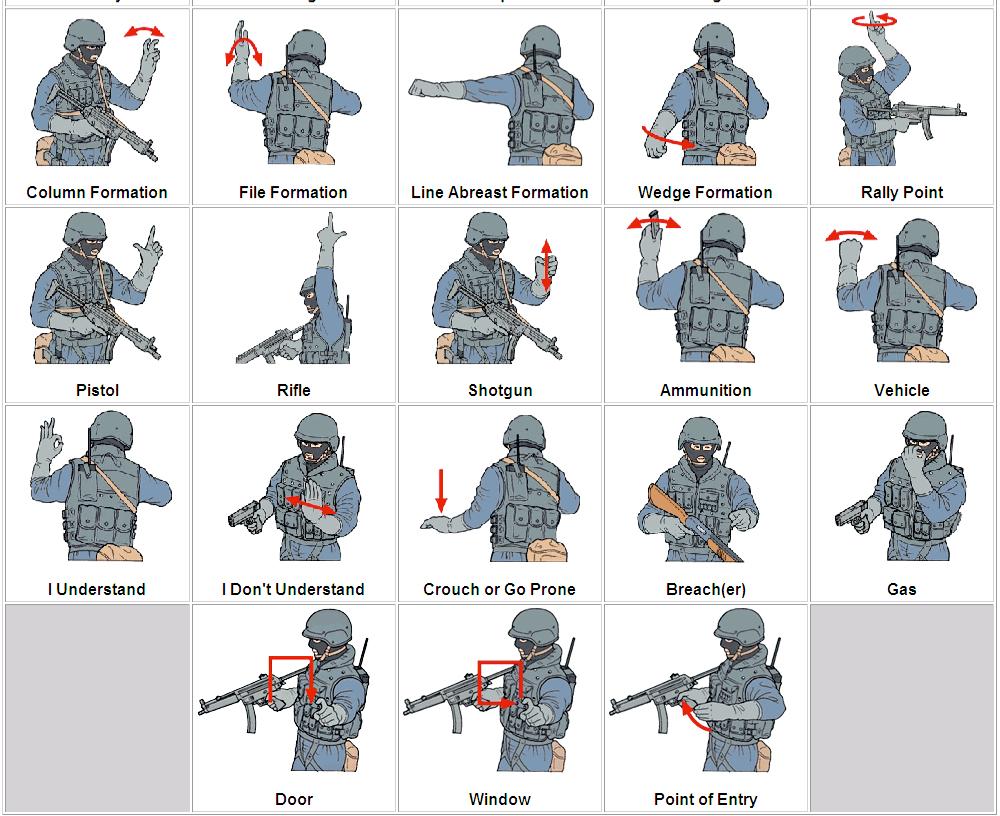 Column Formation
File Formation
Line Abreast Formation
Wedge Formation
Rally Point
Pistol
Rifle
Shotgun
Ammunition
Vehicle
I Understand
I Don't Understand
Crouch or Go Prone
Breach(er)
Gas
Door
Window
Point of Entry